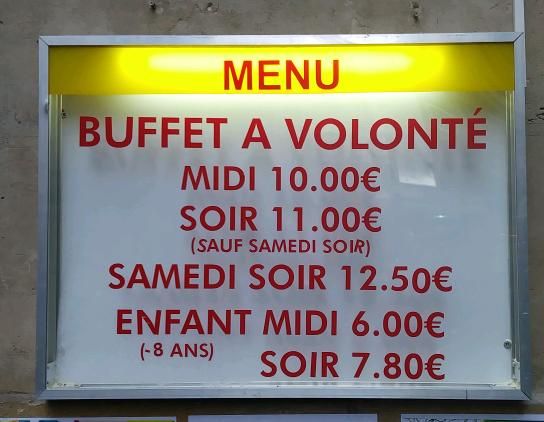 MENU
BUFFET A VOLONTÉ
MIDI 10.00€
SOIR 11.00€
(SAUF SAMEDI SOIR)
SAMEDI SOIR 12.50€
ENFANT MIDI 6.00€
(-8 ANS) SOIR 7.80€